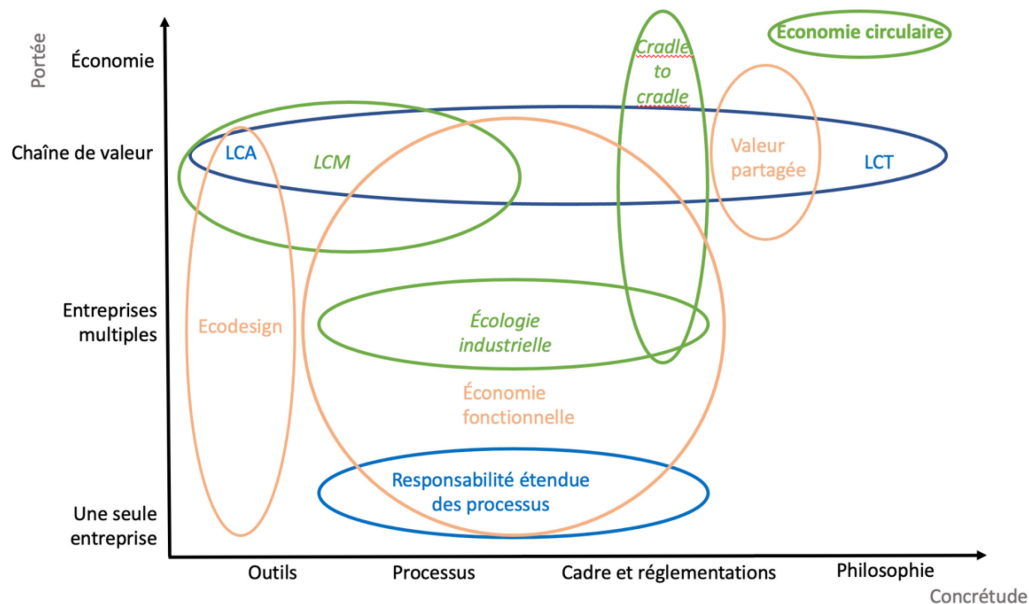 Portée
Économie
Économie circulaire
Cradle
to
cradle
Chaîne de valeur
LCA
LCM
Valeur
partagée
LCT
Entreprises
multiples
Ecodesign
Écologie
industrielle
Économie
fonctionnelle
Responsabilité étendue
des processus
Une seule
entreprise
Outils
Processus
Cadre et réglementations
Philosophie
Concrétude